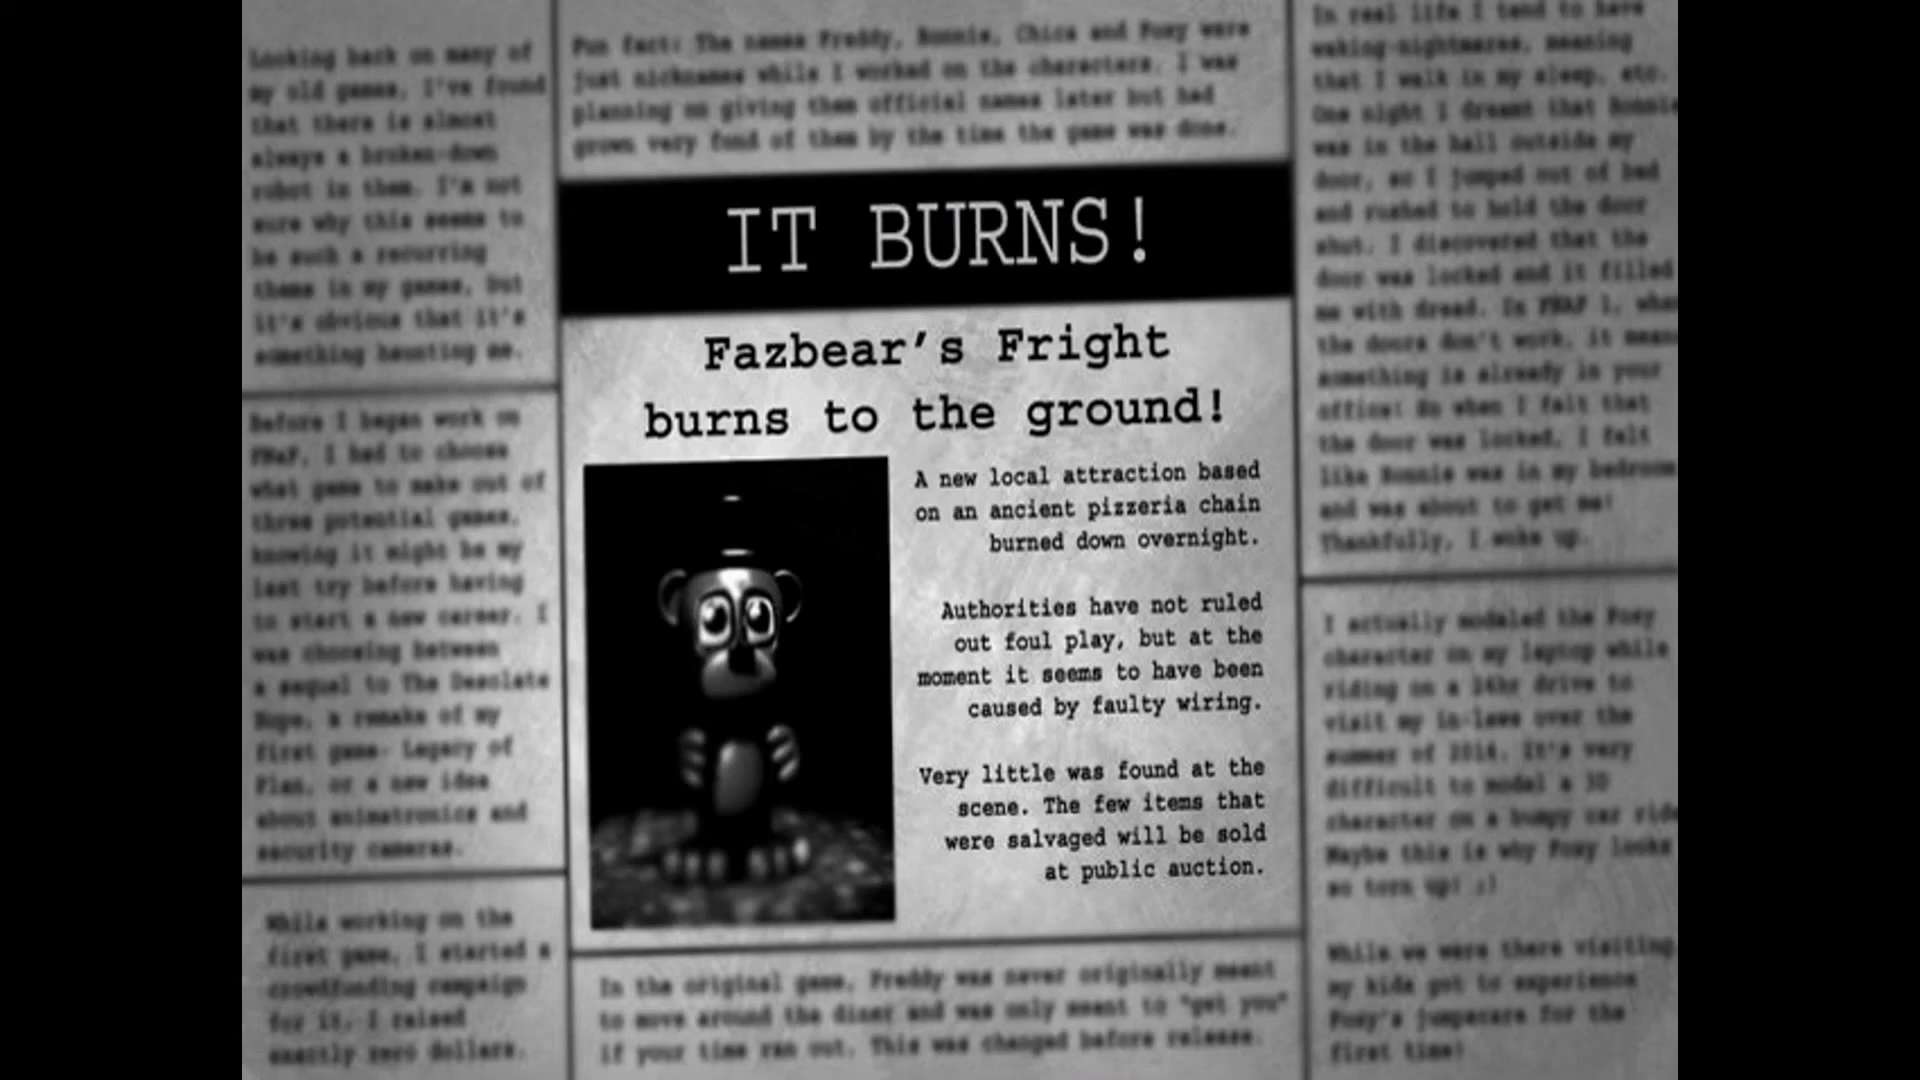 Looking back on many of
my old games, I've found
that there is almost
always a broken-down
robot in them. I'm not
sure why this seems to
be such a recurring
theme in my games, but
it's obvious that it's
something haunting me.
Before I began work on
FNaF, I had to choose
what game to make out of
three potential games,
knowing it might be my
last try before having
to start a new career. I
was choosing between
a sequel to The Desolate
Hope, a remake of my
first game- Legacy of
Flan, or a new idea
about animatronics and
security cameras.
While working on the
first game, I started a
crowdfunding campaign
for it. I raised
exactly zero dollars.
Fun fact: The names Freddy, Bonnie, Chica and Foxy were
just nicknames while I worked on the characters. I was
planning on giving them official names later but had
grown very fond of them by the time the game was done.
IT BURNS!
Fazbear's Fright
burns to the ground!
A new local attraction based
on an ancient pizzeria chain
burned down overnight.
Authorities have not ruled
out foul play, but at the
moment it seems to have been
caused by faulty wiring.
Very little was found at the
scene. The few items that
were salvaged will be sold
at public auction.
In the original game, Freddy was never originally meant
to move around the diner and was only meant to "get you"
if your time ran out. This was changed before release.
In real life I tend to have
waking-nightmares, meaning
that I walk in my sleep, etc.
One night I dreamt that Bonnie
was in the hall outside my
door, so I jumped out of bed
and rushed to hold the door
shut. I discovered that the
door was locked and it filled
me with dread. In FNAF 1, when
the doors don't work, it means
something is already in your
office! So when I felt that
the door was locked, I felt
like Bonnie was in my bedroom
and was about to get me!
Thankfully, I woke up.
I actually modeled the Foxy
character on my laptop while
riding on a 24hr drive to
visit my in-laws over the
summer of 2014. It's very
difficult to model a 3D
character on a bumpy car ride
Maybe this is why Foxy looks
so torn up! ;)
While we were there visiting,
my kids got to experience
Foxy's jumpscare for the
first time!